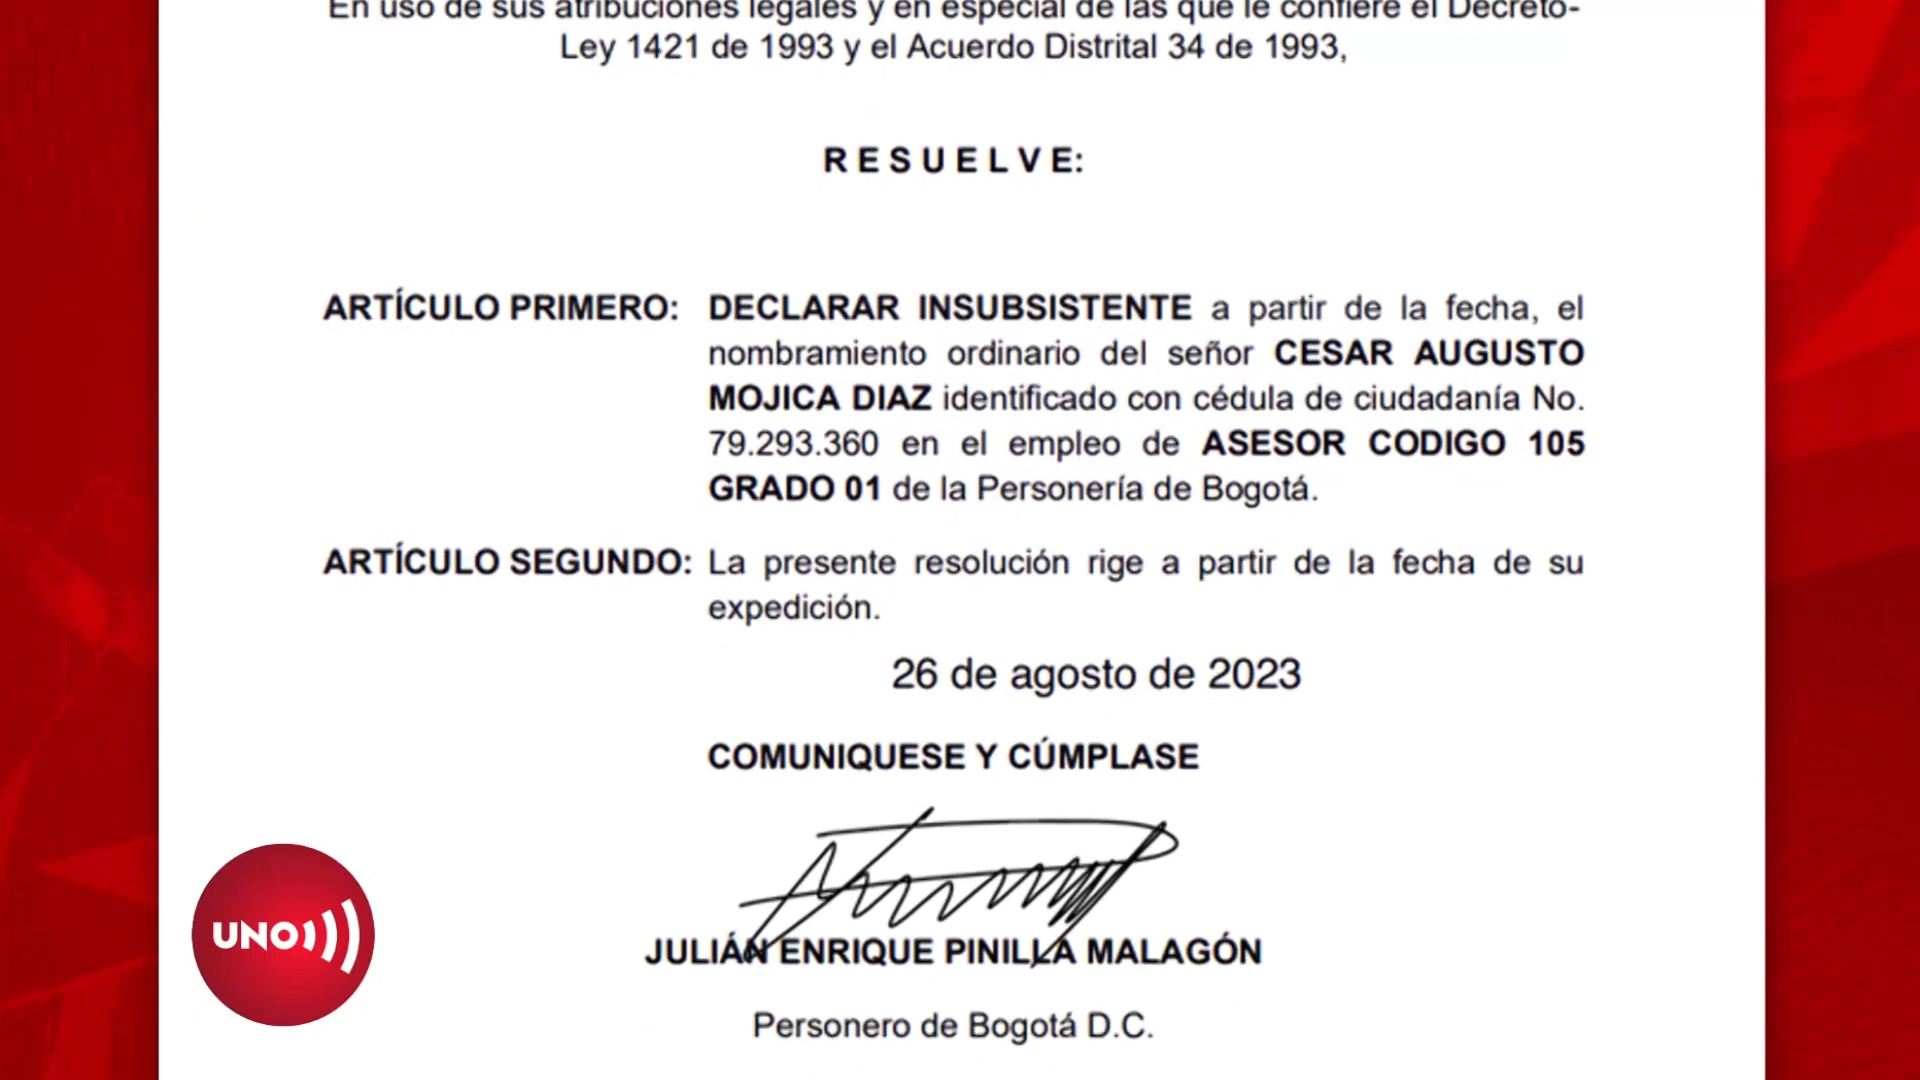 En uso de sus atribuciones legales y en especial de las que le confiere el Decreto-
Ley 1421 de 1993 y el Acuerdo Distrital 34 de 1993,
R E S U E L V E:
ARTÍCULO PRIMERO: DECLARAR INSUBSISTENTE a partir de la fecha, el
nombramiento ordinario del señor CESAR AUGUSTO
MOJICA DIAZ identificado con cédula de ciudadanía No.
79.293.360 en el empleo de ASESOR CODIGO 105
GRADO 01 de la Personería de Bogotá.
ARTÍCULO SEGUNDO: La presente resolución rige a partir de la fecha de su
expedición.
26 de agosto de 2023
COMUNIQUESE Y CÚMPLASE
JULIÁN ENRIQUE PINILLA MALAGÓN
Personero de Bogotá D.C.
UNO